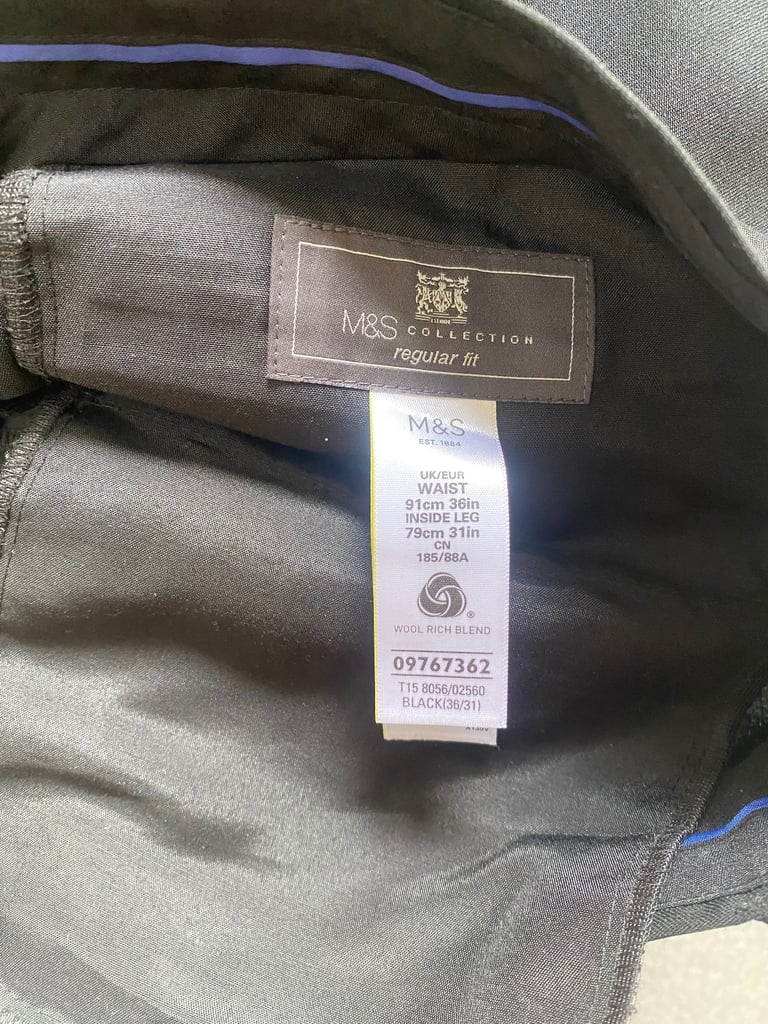 M&S COLLECTION
regular fit
M&S
EST. 1884
UK/EUR
WAIST
91cm 36in
INSIDE LEG
79cm 31in
CN
185/88A
®
WOOL RICH BLEND
09767362
T15 8056/02560
BLACK(36/31)